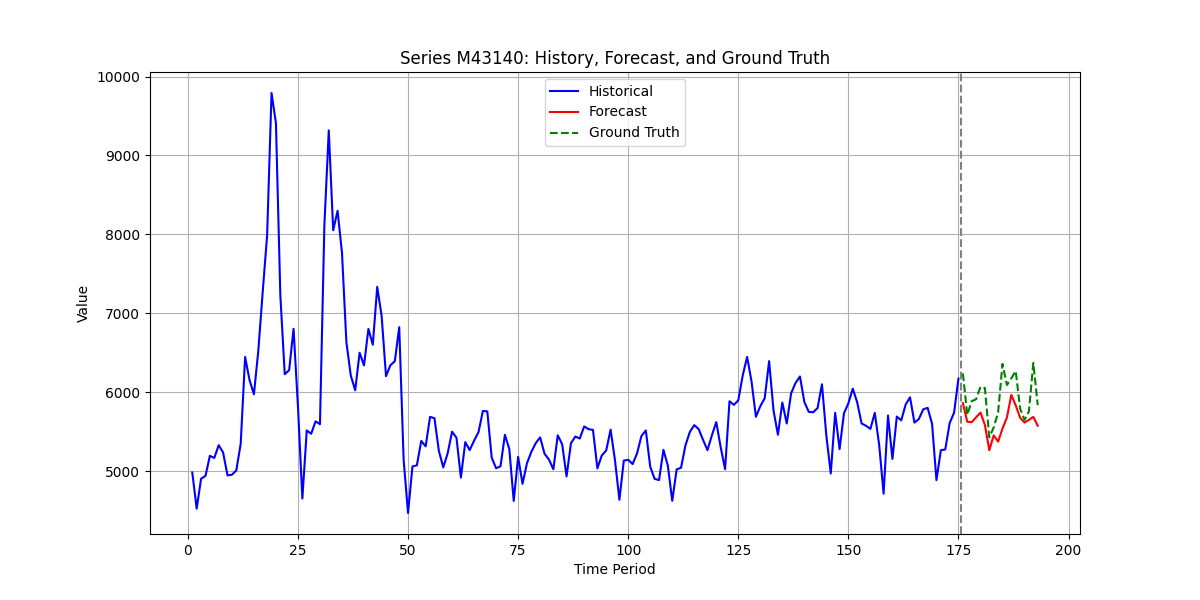 Series M43140: History, Forecast, and Ground Truth
Historical
Forecast
Ground Truth
10000
9000
8000
7000
6000
5000
Value
0
25
50
75
100
125
150
175
200
Time Period